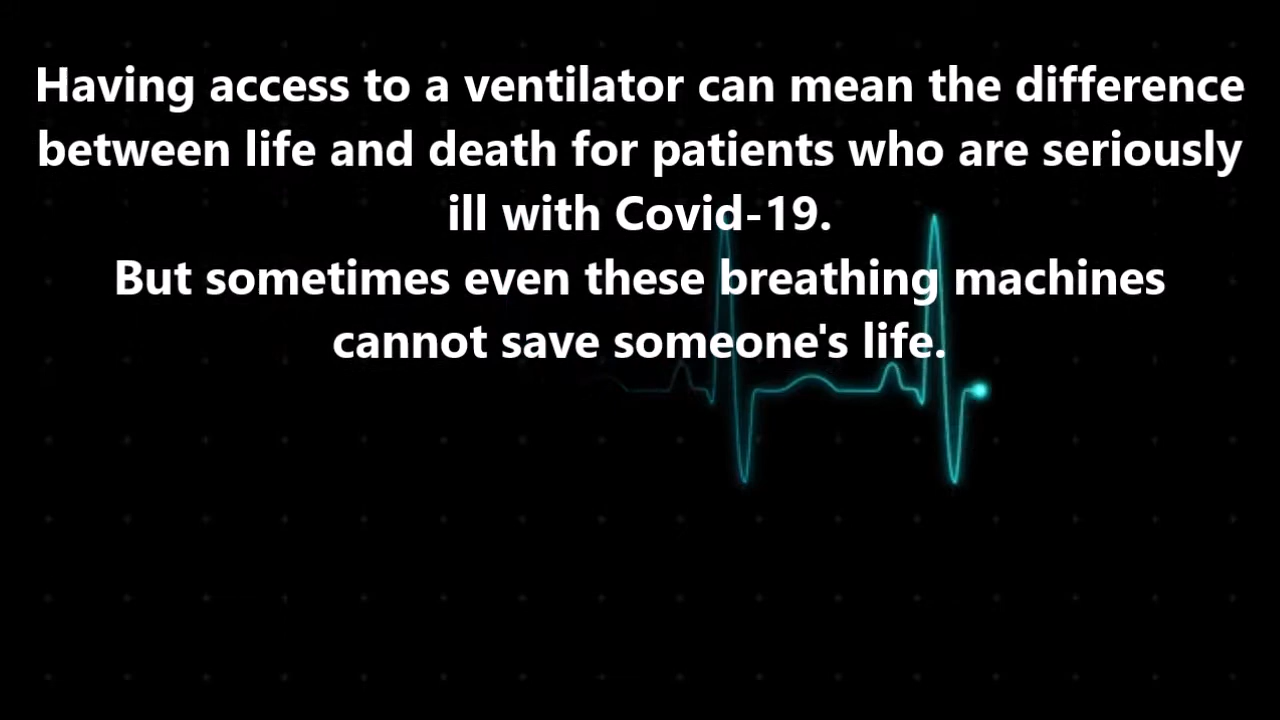 Having access to a ventilator can mean the difference
between life and death for patients who are seriously
ill with Covid-19.
But sometimes even these breathing machines
cannot save someone's life.